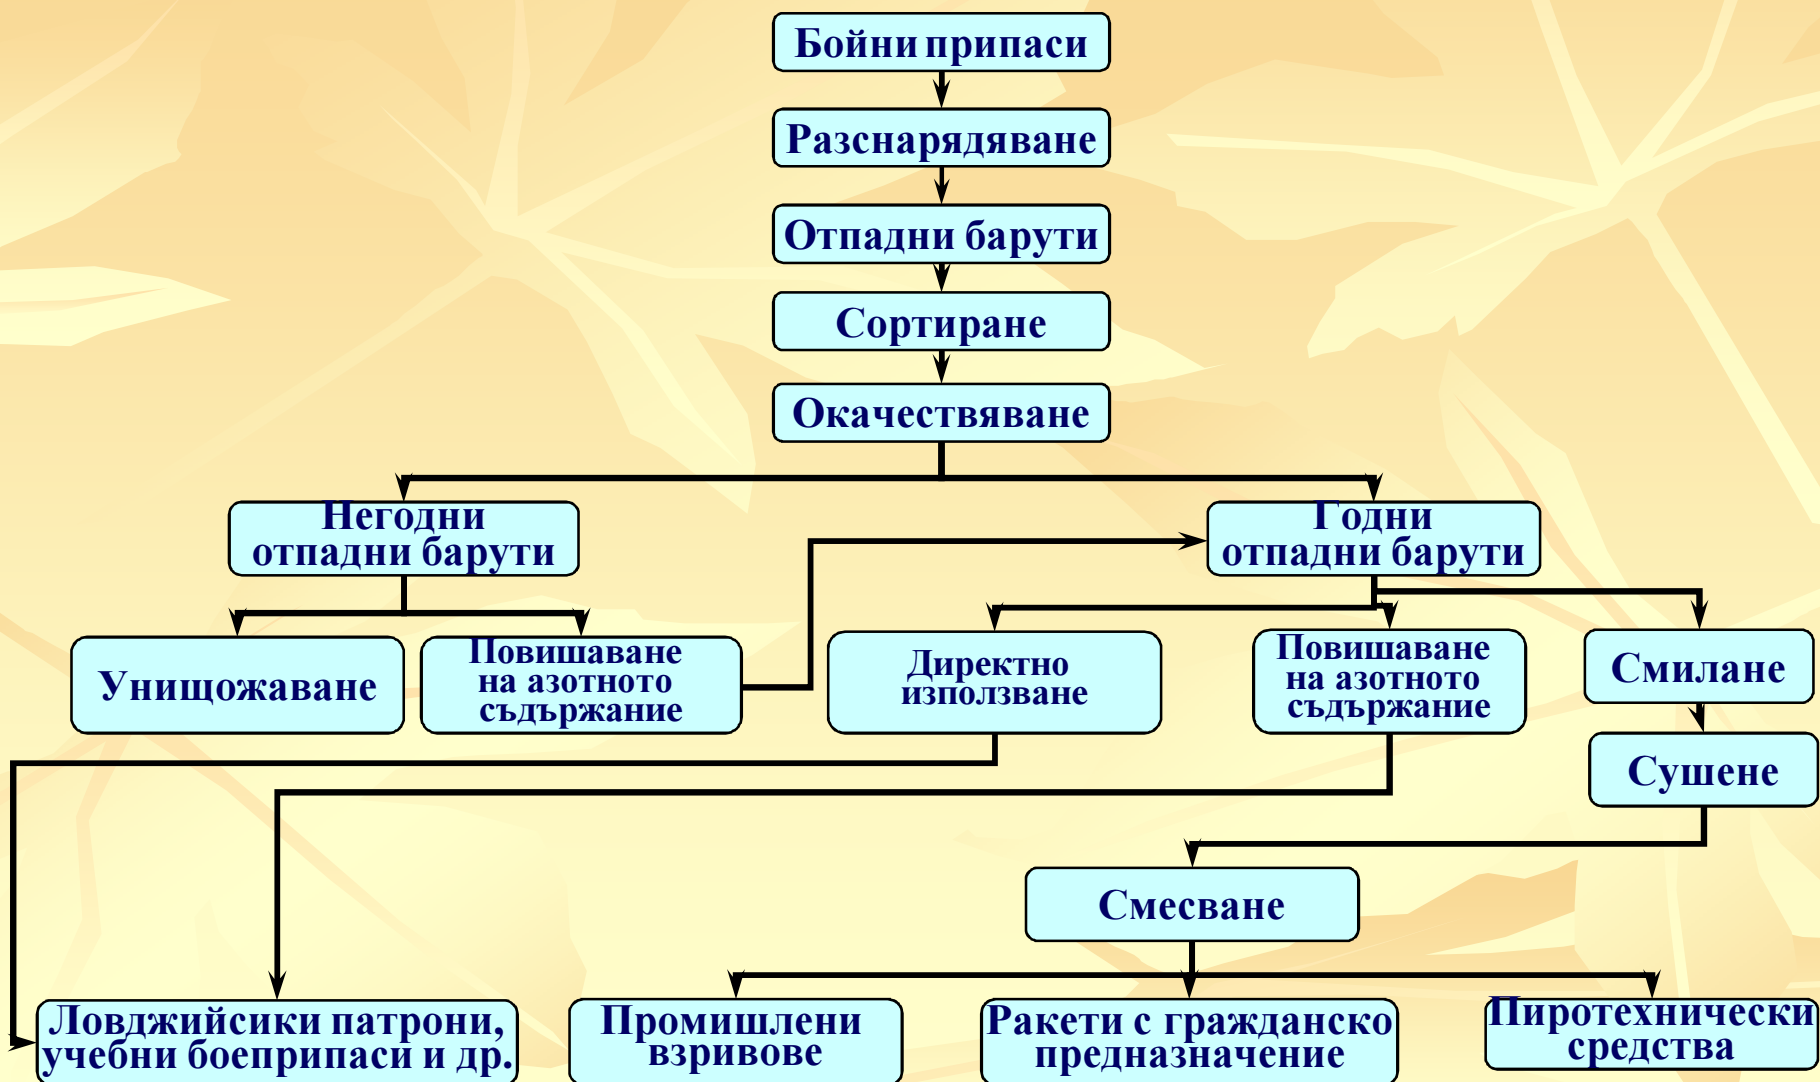 Бойни припаси
Разснарядяване
Отпадни барути
Сортиране
Окачествяване
Негодни
отпадни барути
Годни
отпадни барути
Унищожаване
Повишаване
на азотното
съдържание
Директно
използване
Повишаване
на азотното
съдържание
Смилане
Сушене
Смесване
Ловджийсики патрони,
учебни боеприпаси и др.
Промишлени
взривове
Ракети с гражданско
предназначение
Пиротехнически
средства